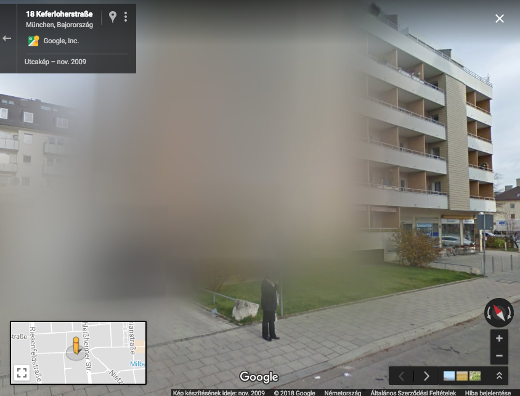 18 Keferloherstraße
München, Bajorország
Google, Inc.
Utcakép – nov. 2009
Google
Kép készítésének ideje: nov. 2009 © 2018 Google Németország Általános Szerződési Feltételek Hiba bejelentése